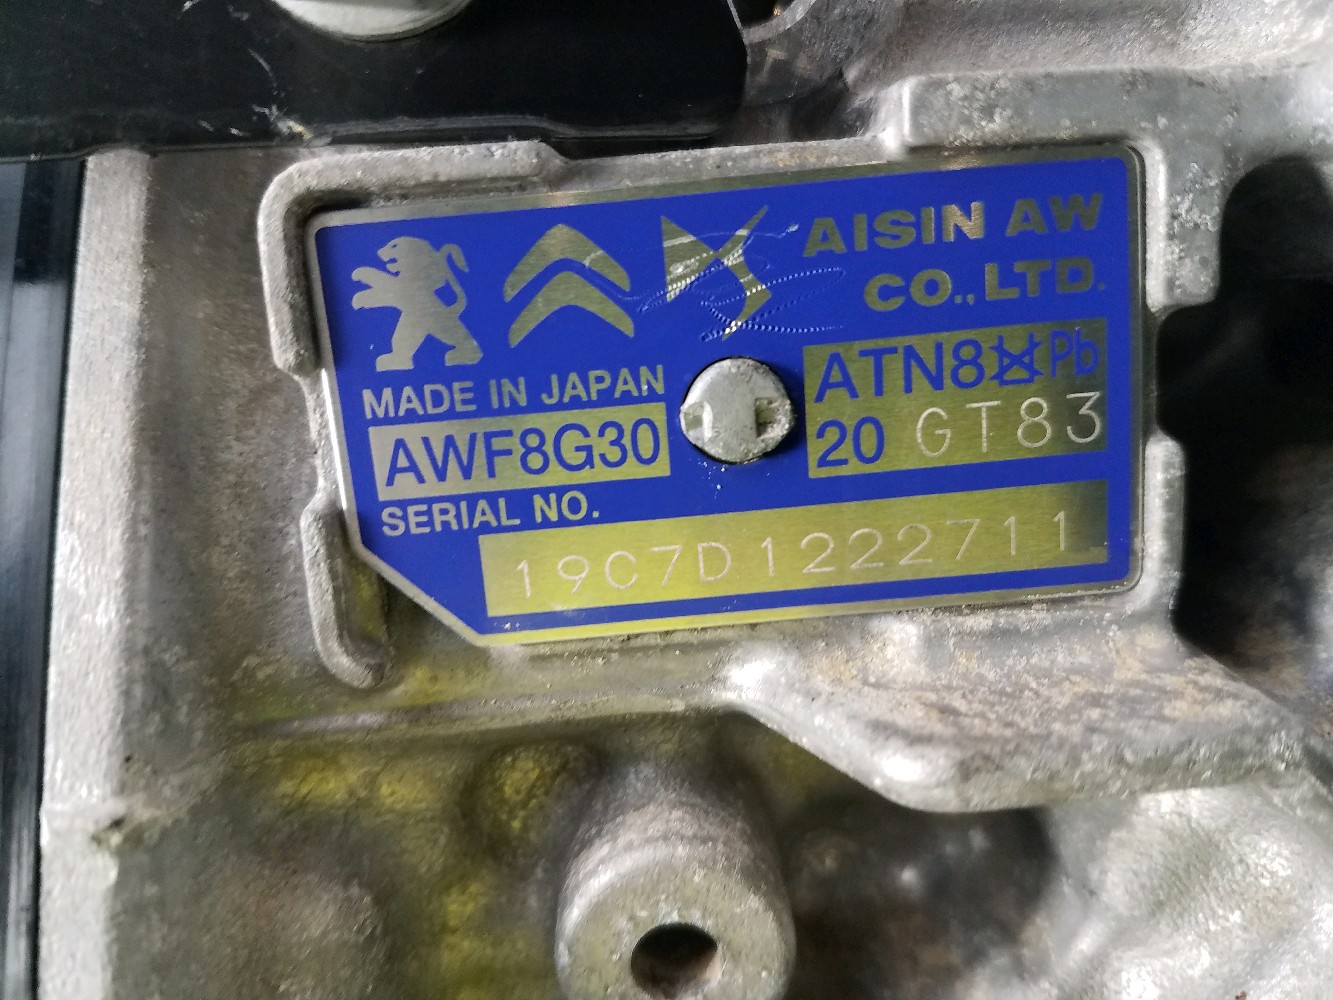 AISIN AW
CO., LTD.
MADE IN JAPAN
AWF8G30
ATN8 Pb
20 GT83
SERIAL NO.
19C7D1222711